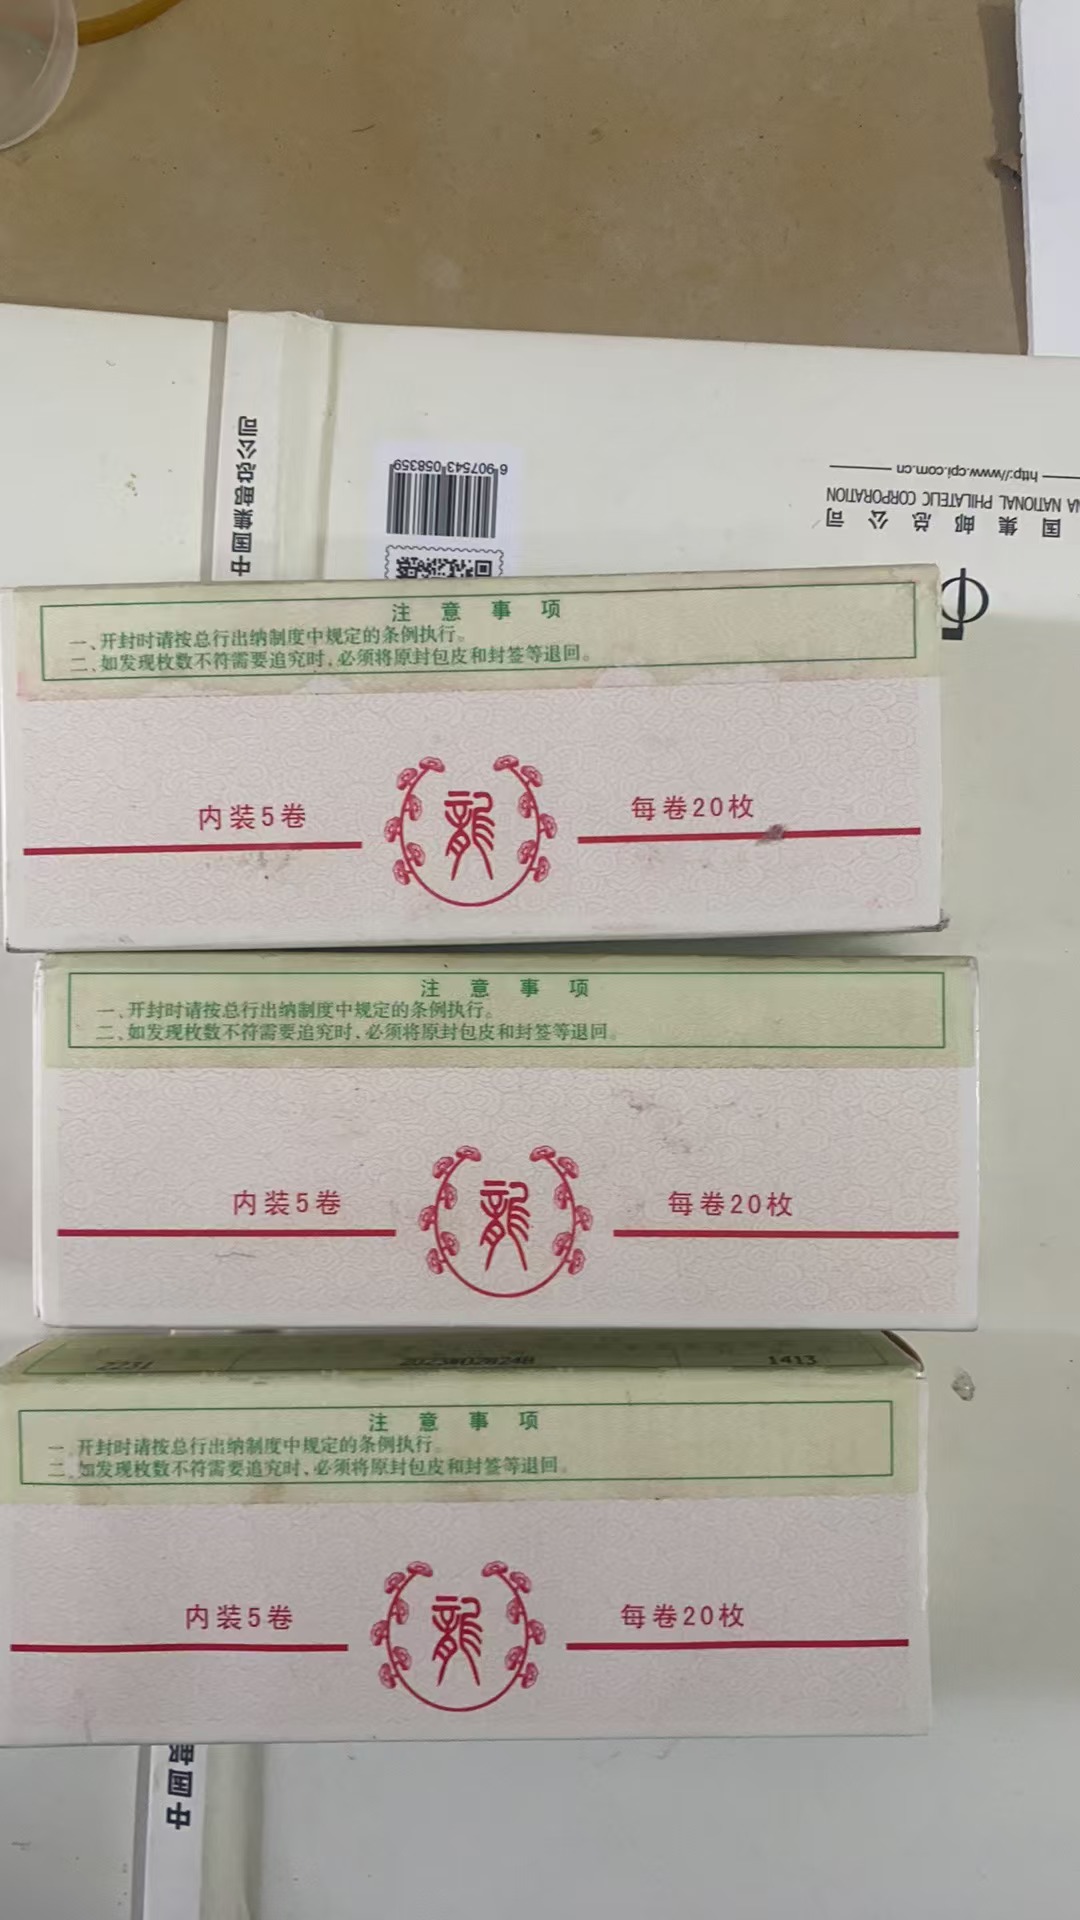 中国集邮总公司
6 907543 058359
http://www.cpi.com.cn
NA NATIONAL PHILATELIC CORPORATION
国集邮总公司
注意事项
一、开封时请按总行出纳制度中规定的条例执行。
二、如发现枚数不符需要追究时，必须将原封包皮和封签等退回。
内装5卷
龍
每卷20枚
注意事项
一、开封时请按总行出纳制度中规定的条例执行。
二、如发现枚数不符需要追究时，必须将原封包皮和封签等退回。
内装5卷
龍
每卷20枚
2231
1413
注意事项
一、开封时请按总行出纳制度中规定的条例执行。
二、如发现枚数不符需要追究时，必须将原封包皮和封签等退回。
内装5卷
龍
每卷20枚
中国